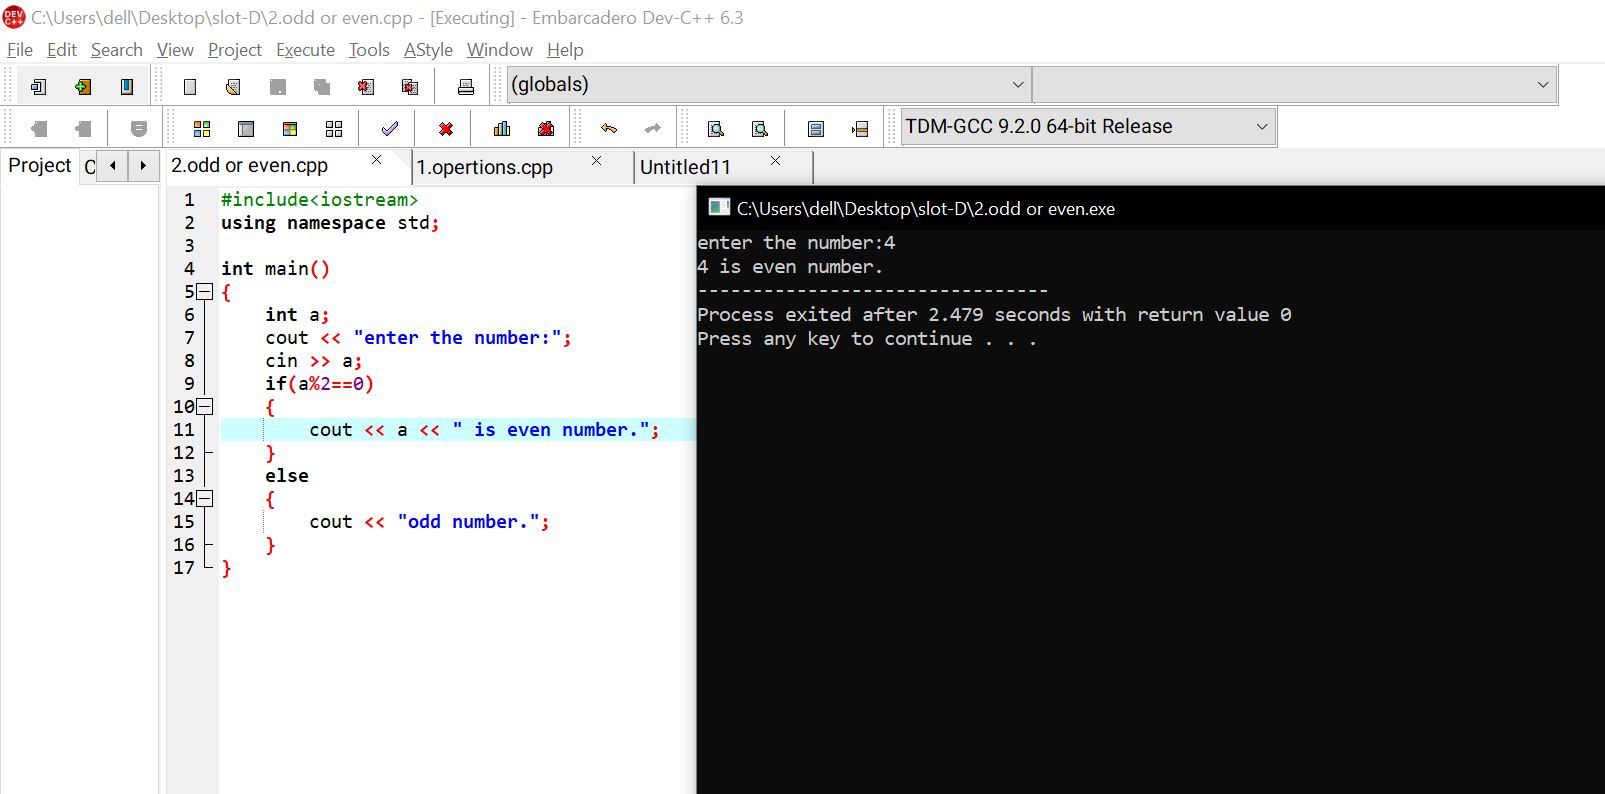 DEV C++ C:\Users\dell\Desktop\slot-D\2.odd or even.cpp - [Executing] - Embarcadero Dev-C++ 6.3
File Edit Search View Project Execute Tools AStyle Window Help
(globals)
TDM-GCC 9.2.0 64-bit Release
Project C 2.odd or even.cpp 1.opertions.cpp Untitled11
1 #include<iostream>
2 using namespace std;
3
4 int main()
5 {
6 int a;
7 cout << "enter the number:";
8 cin >> a;
9 if(a%2==0)
10 {
11 cout << a << " is even number.";
12 }
13 else
14 {
15 cout << "odd number.";
16 }
17 }
C:\Users\dell\Desktop\slot-D\2.odd or even.exe
enter the number:4
4 is even number.
--------------------------------
Process exited after 2.479 seconds with return value 0
Press any key to continue . . .